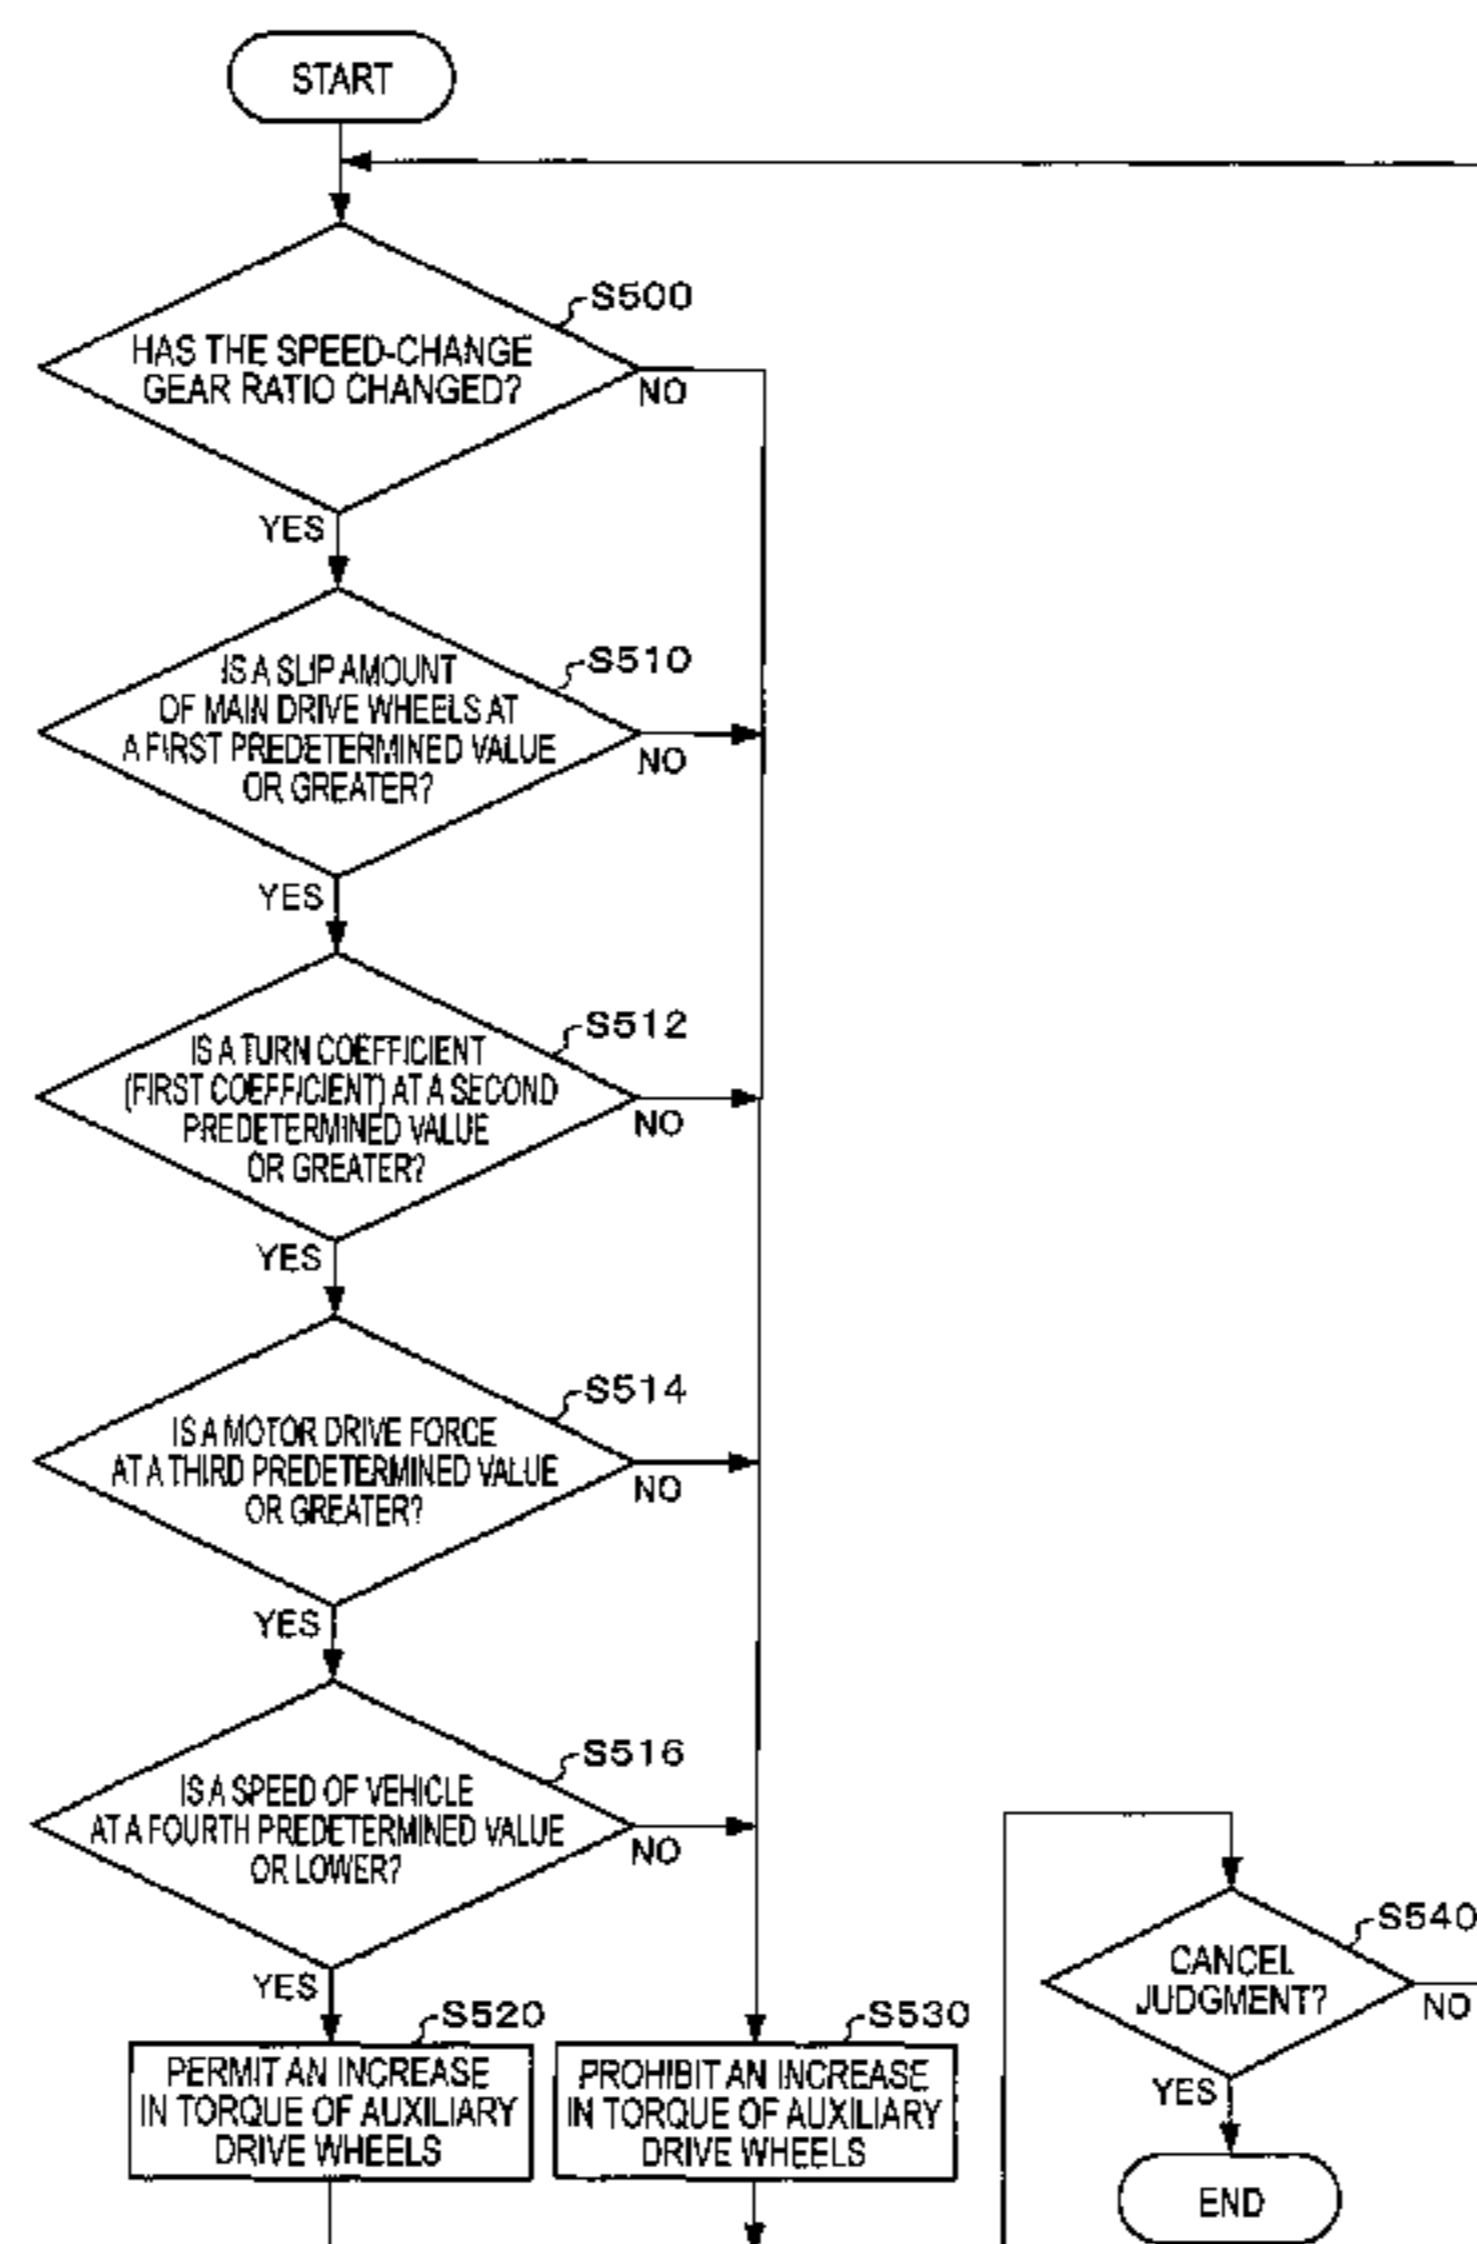 START
S500
HAS THE SPEED-CHANGE
GEAR RATIO CHANGED?
NO
YES
S510
IS A SLIP AMOUNT
OF MAIN DRIVE WHEELS AT
A FIRST PREDETERMINED VALUE
OR GREATER?
NO
YES
S512
IS A TURN COEFFICIENT
(FIRST COEFFICIENT) AT A SECOND
PREDETERMINED VALUE
OR GREATER?
NO
YES
S514
IS A MOTOR DRIVE FORCE
AT A THIRD PREDETERMINED VALUE
OR GREATER?
NO
YES
S516
IS A SPEED OF VEHICLE
AT A FOURTH PREDETERMINED VALUE
OR LOWER?
NO
YES
S520
PERMIT AN INCREASE
IN TORQUE OF AUXILIARY
DRIVE WHEELS
S530
PROHIBIT AN INCREASE
IN TORQUE OF AUXILIARY
DRIVE WHEELS
S540
CANCEL
JUDGMENT?
NO
YES
END